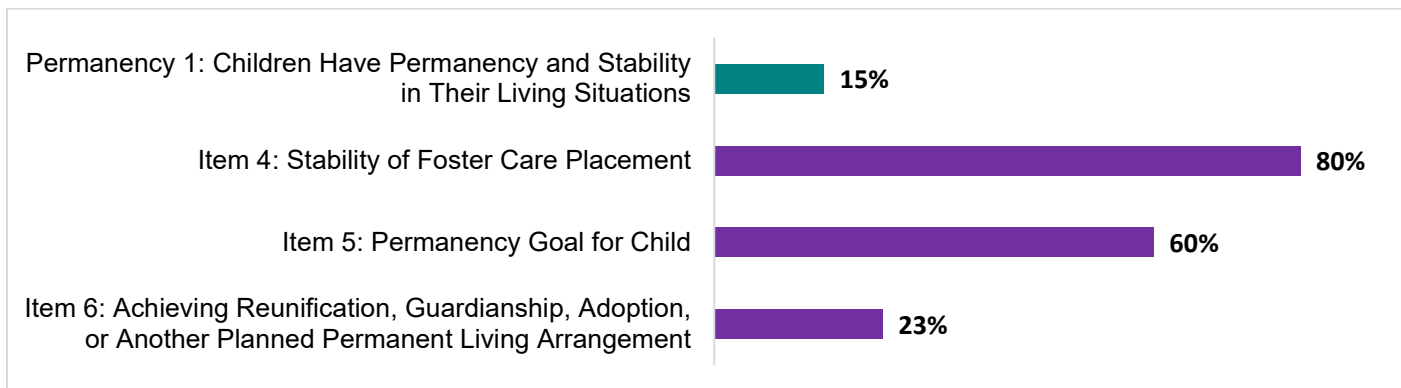 Permanency 1: Children Have Permanency and Stability
in Their Living Situations
15%
Item 4: Stability of Foster Care Placement
80%
Item 5: Permanency Goal for Child
60%
Item 6: Achieving Reunification, Guardianship, Adoption,
or Another Planned Permanent Living Arrangement
23%